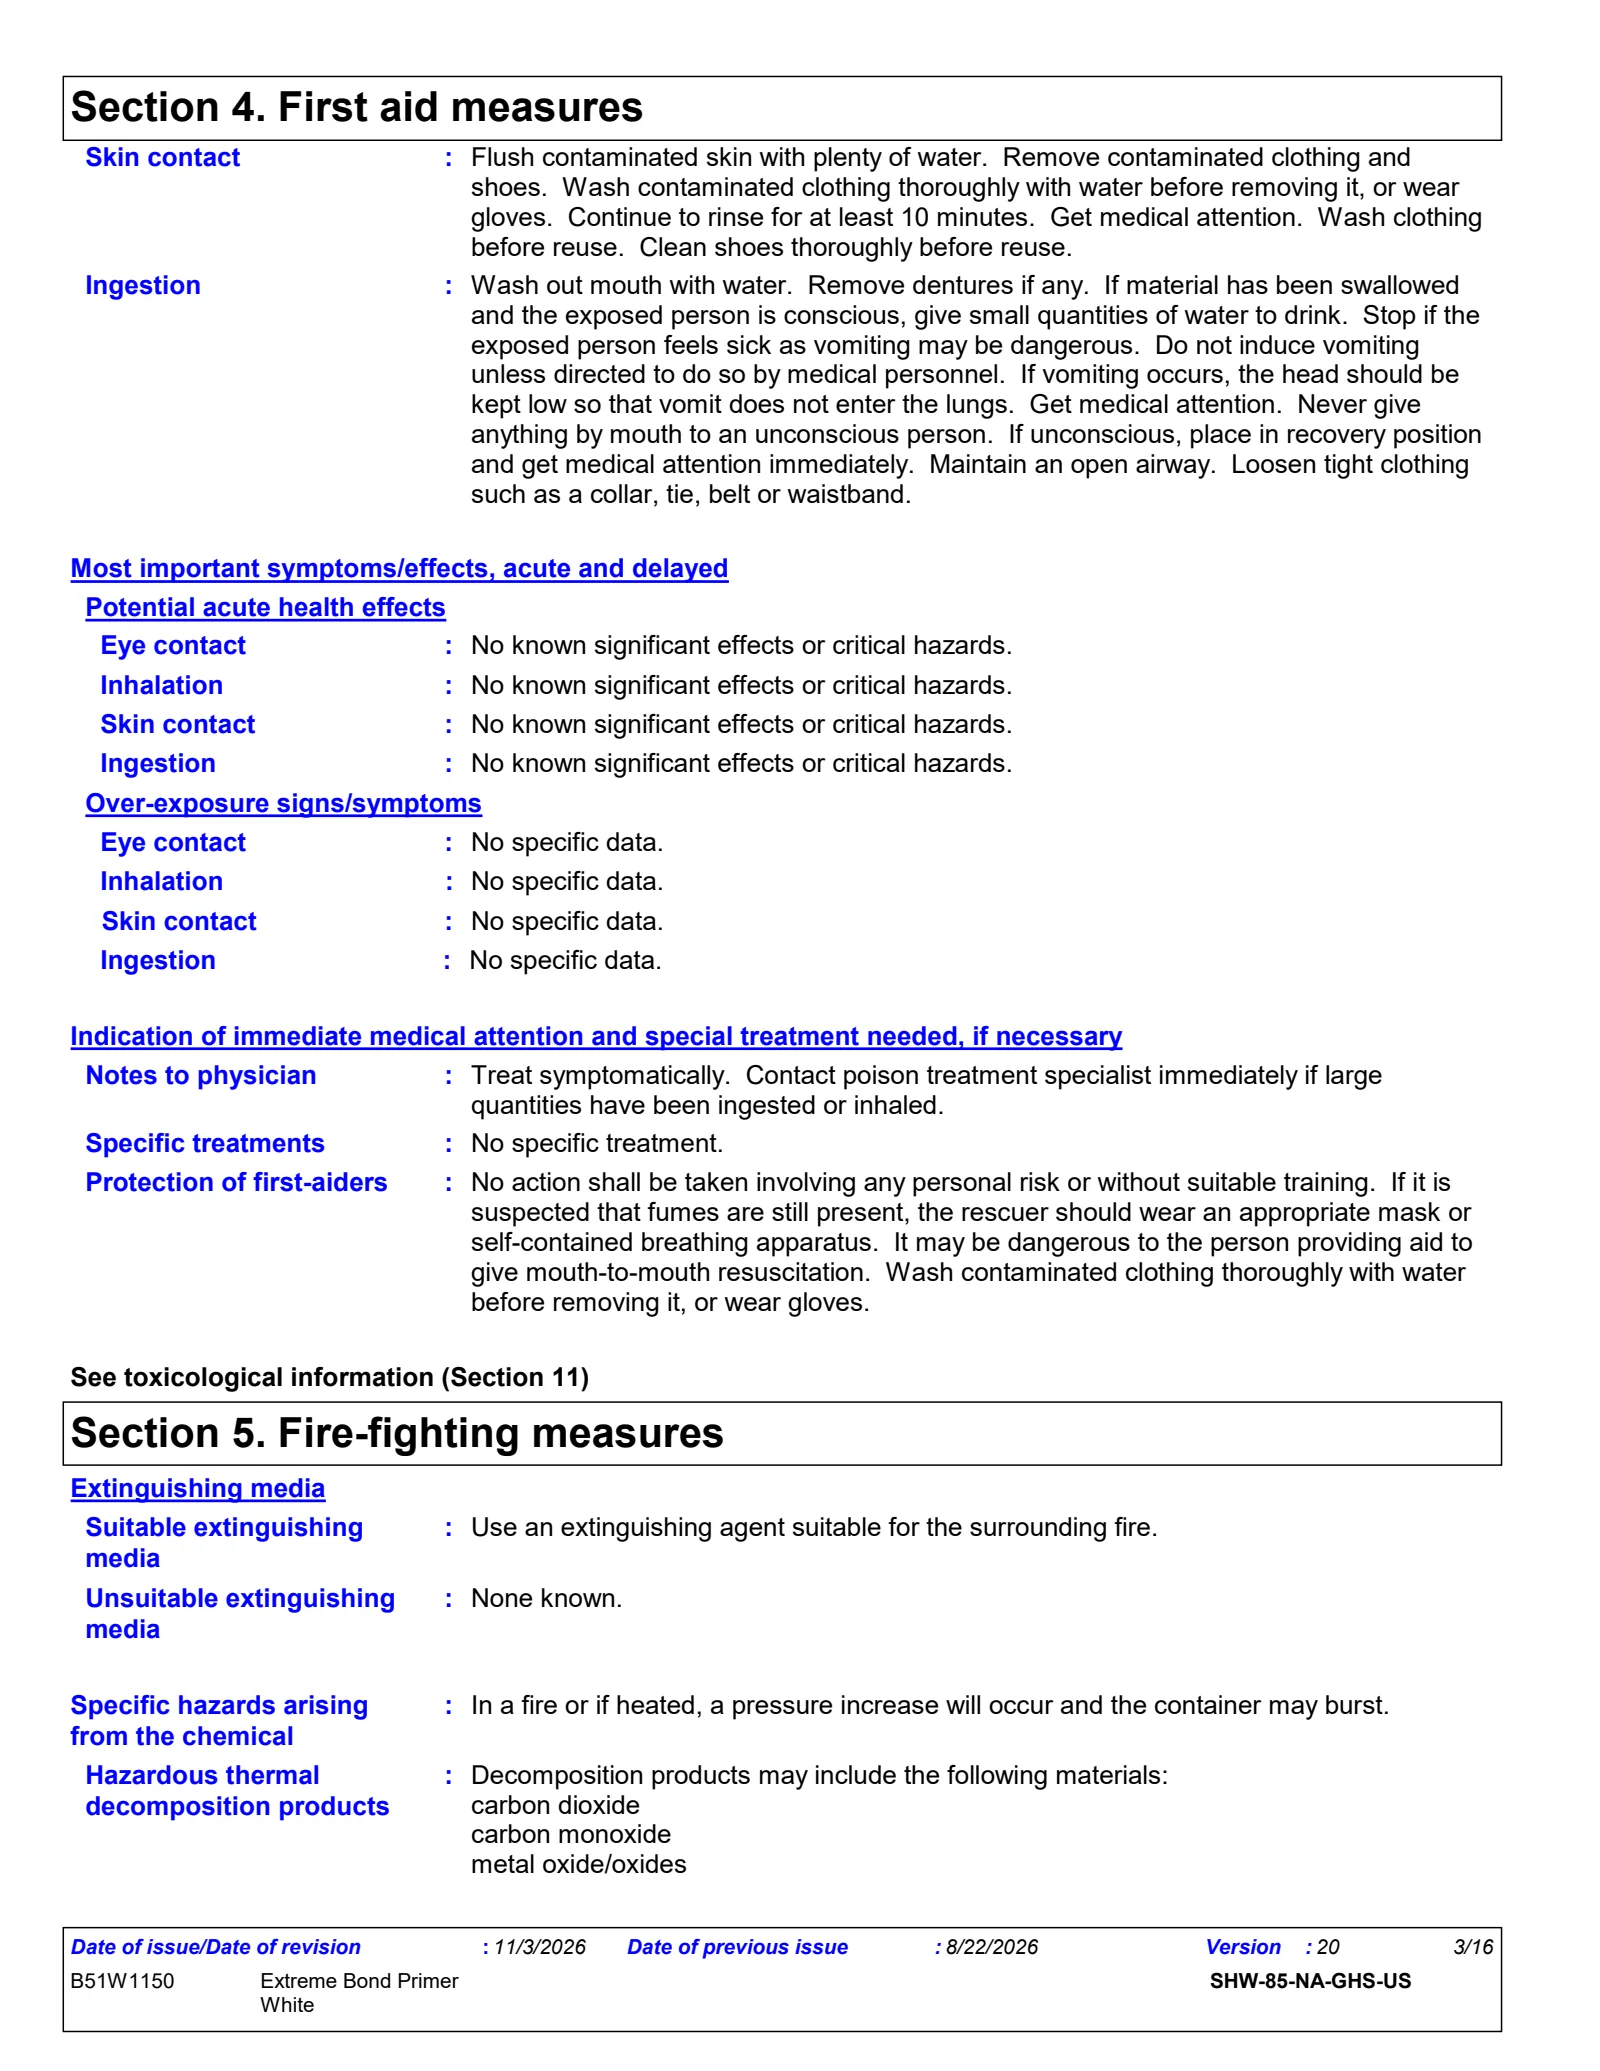 Section 4. First aid measures
Skin contact : Flush contaminated skin with plenty of water.  Remove contaminated clothing and
shoes.  Wash contaminated clothing thoroughly with water before removing it, or wear
gloves.  Continue to rinse for at least 10 minutes.  Get medical attention.  Wash clothing
before reuse.  Clean shoes thoroughly before reuse.
Ingestion : Wash out mouth with water.  Remove dentures if any.  If material has been swallowed
and the exposed person is conscious, give small quantities of water to drink.  Stop if the
exposed person feels sick as vomiting may be dangerous.  Do not induce vomiting
unless directed to do so by medical personnel.  If vomiting occurs, the head should be
kept low so that vomit does not enter the lungs.  Get medical attention.  Never give
anything by mouth to an unconscious person.  If unconscious, place in recovery position
and get medical attention immediately.  Maintain an open airway.  Loosen tight clothing
such as a collar, tie, belt or waistband.
Most important symptoms/effects, acute and delayed
Potential acute health effects
Eye contact : No known significant effects or critical hazards.
Inhalation : No known significant effects or critical hazards.
Skin contact : No known significant effects or critical hazards.
Ingestion : No known significant effects or critical hazards.
Over-exposure signs/symptoms
Eye contact : No specific data.
Inhalation : No specific data.
Skin contact : No specific data.
Ingestion : No specific data.
Indication of immediate medical attention and special treatment needed, if necessary
Notes to physician : Treat symptomatically.  Contact poison treatment specialist immediately if large
quantities have been ingested or inhaled.
Specific treatments : No specific treatment.
Protection of first-aiders : No action shall be taken involving any personal risk or without suitable training.  If it is
suspected that fumes are still present, the rescuer should wear an appropriate mask or
self-contained breathing apparatus.  It may be dangerous to the person providing aid to
give mouth-to-mouth resuscitation.  Wash contaminated clothing thoroughly with water
before removing it, or wear gloves.
See toxicological information (Section 11)
Section 5. Fire-fighting measures
Extinguishing media
Suitable extinguishing : Use an extinguishing agent suitable for the surrounding fire.
media
Unsuitable extinguishing : None known.
media
Specific hazards arising : In a fire or if heated, a pressure increase will occur and the container may burst.
from the chemical
Hazardous thermal : Decomposition products may include the following materials:
decomposition products
carbon dioxide
carbon monoxide
metal oxide/oxides
Date of issue/Date of revision : 11/3/2026 Date of previous issue : 8/22/2026 Version : 20 3/16
B51W1150 Extreme Bond Primer SHW-85-NA-GHS-US
White